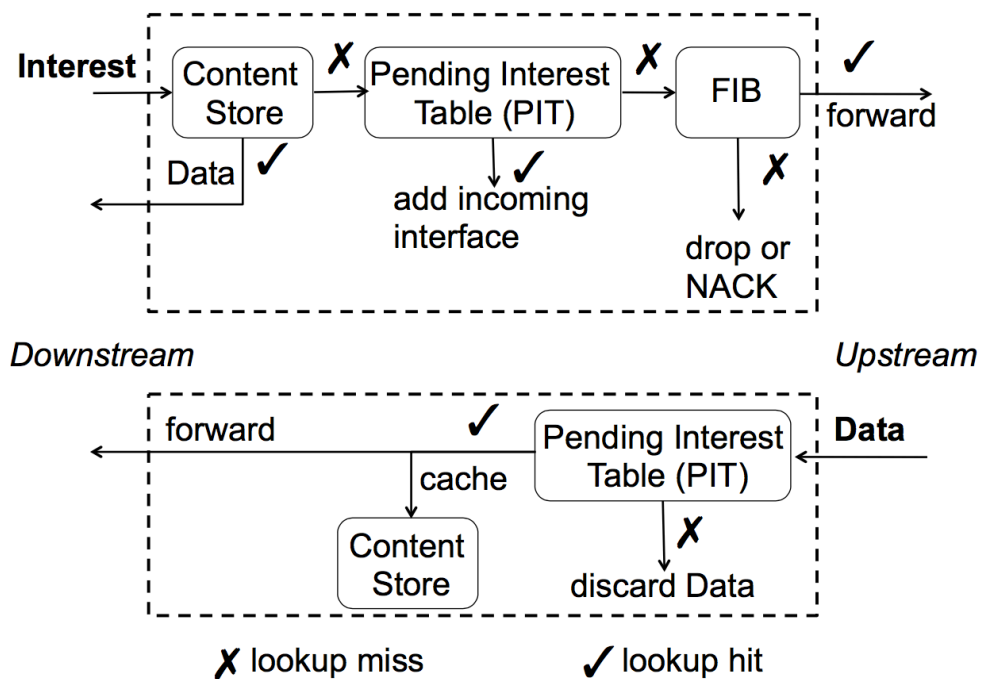 Interest
Content
Store
Pending Interest
Table (PIT)
FIB
forward
Data
add incoming
interface
drop or
NACK
Downstream
Upstream
forward
Pending Interest
Table (PIT)
Data
cache
Content
Store
discard Data
✗ lookup miss
✓ lookup hit